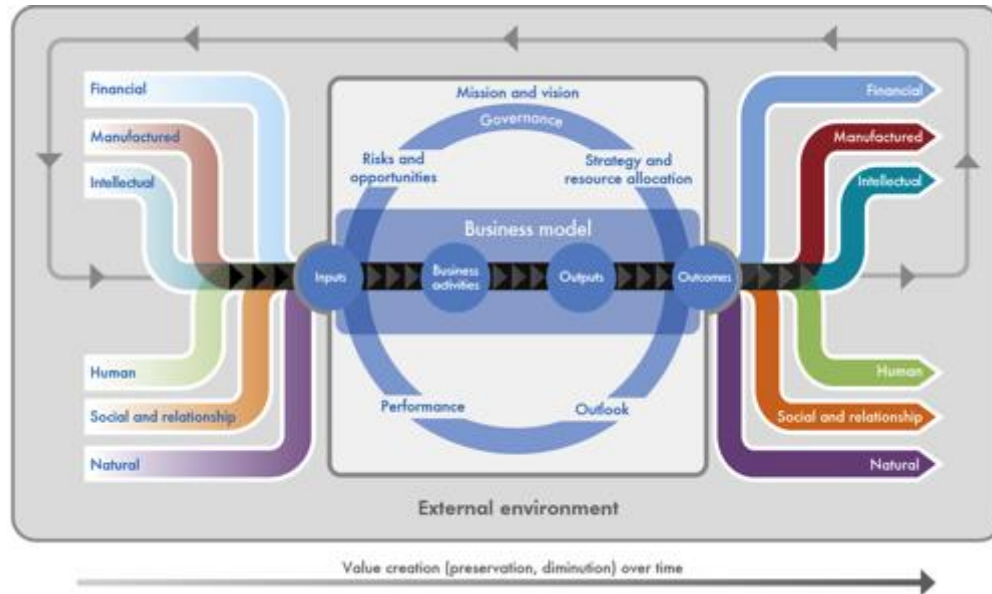 Financial
Manufactured
Intellectual
Human
Social and relationship
Natural
Mission and vision
Governance
Risks and
opportunities
Strategy and
resource allocation
Business model
Inputs
Business
activities
Outputs
Outcomes
Performance
Outlook
Financial
Manufactured
Intellectual
Human
Social and relationship
Natural
External environment
Value creation (preservation, diminution) over time